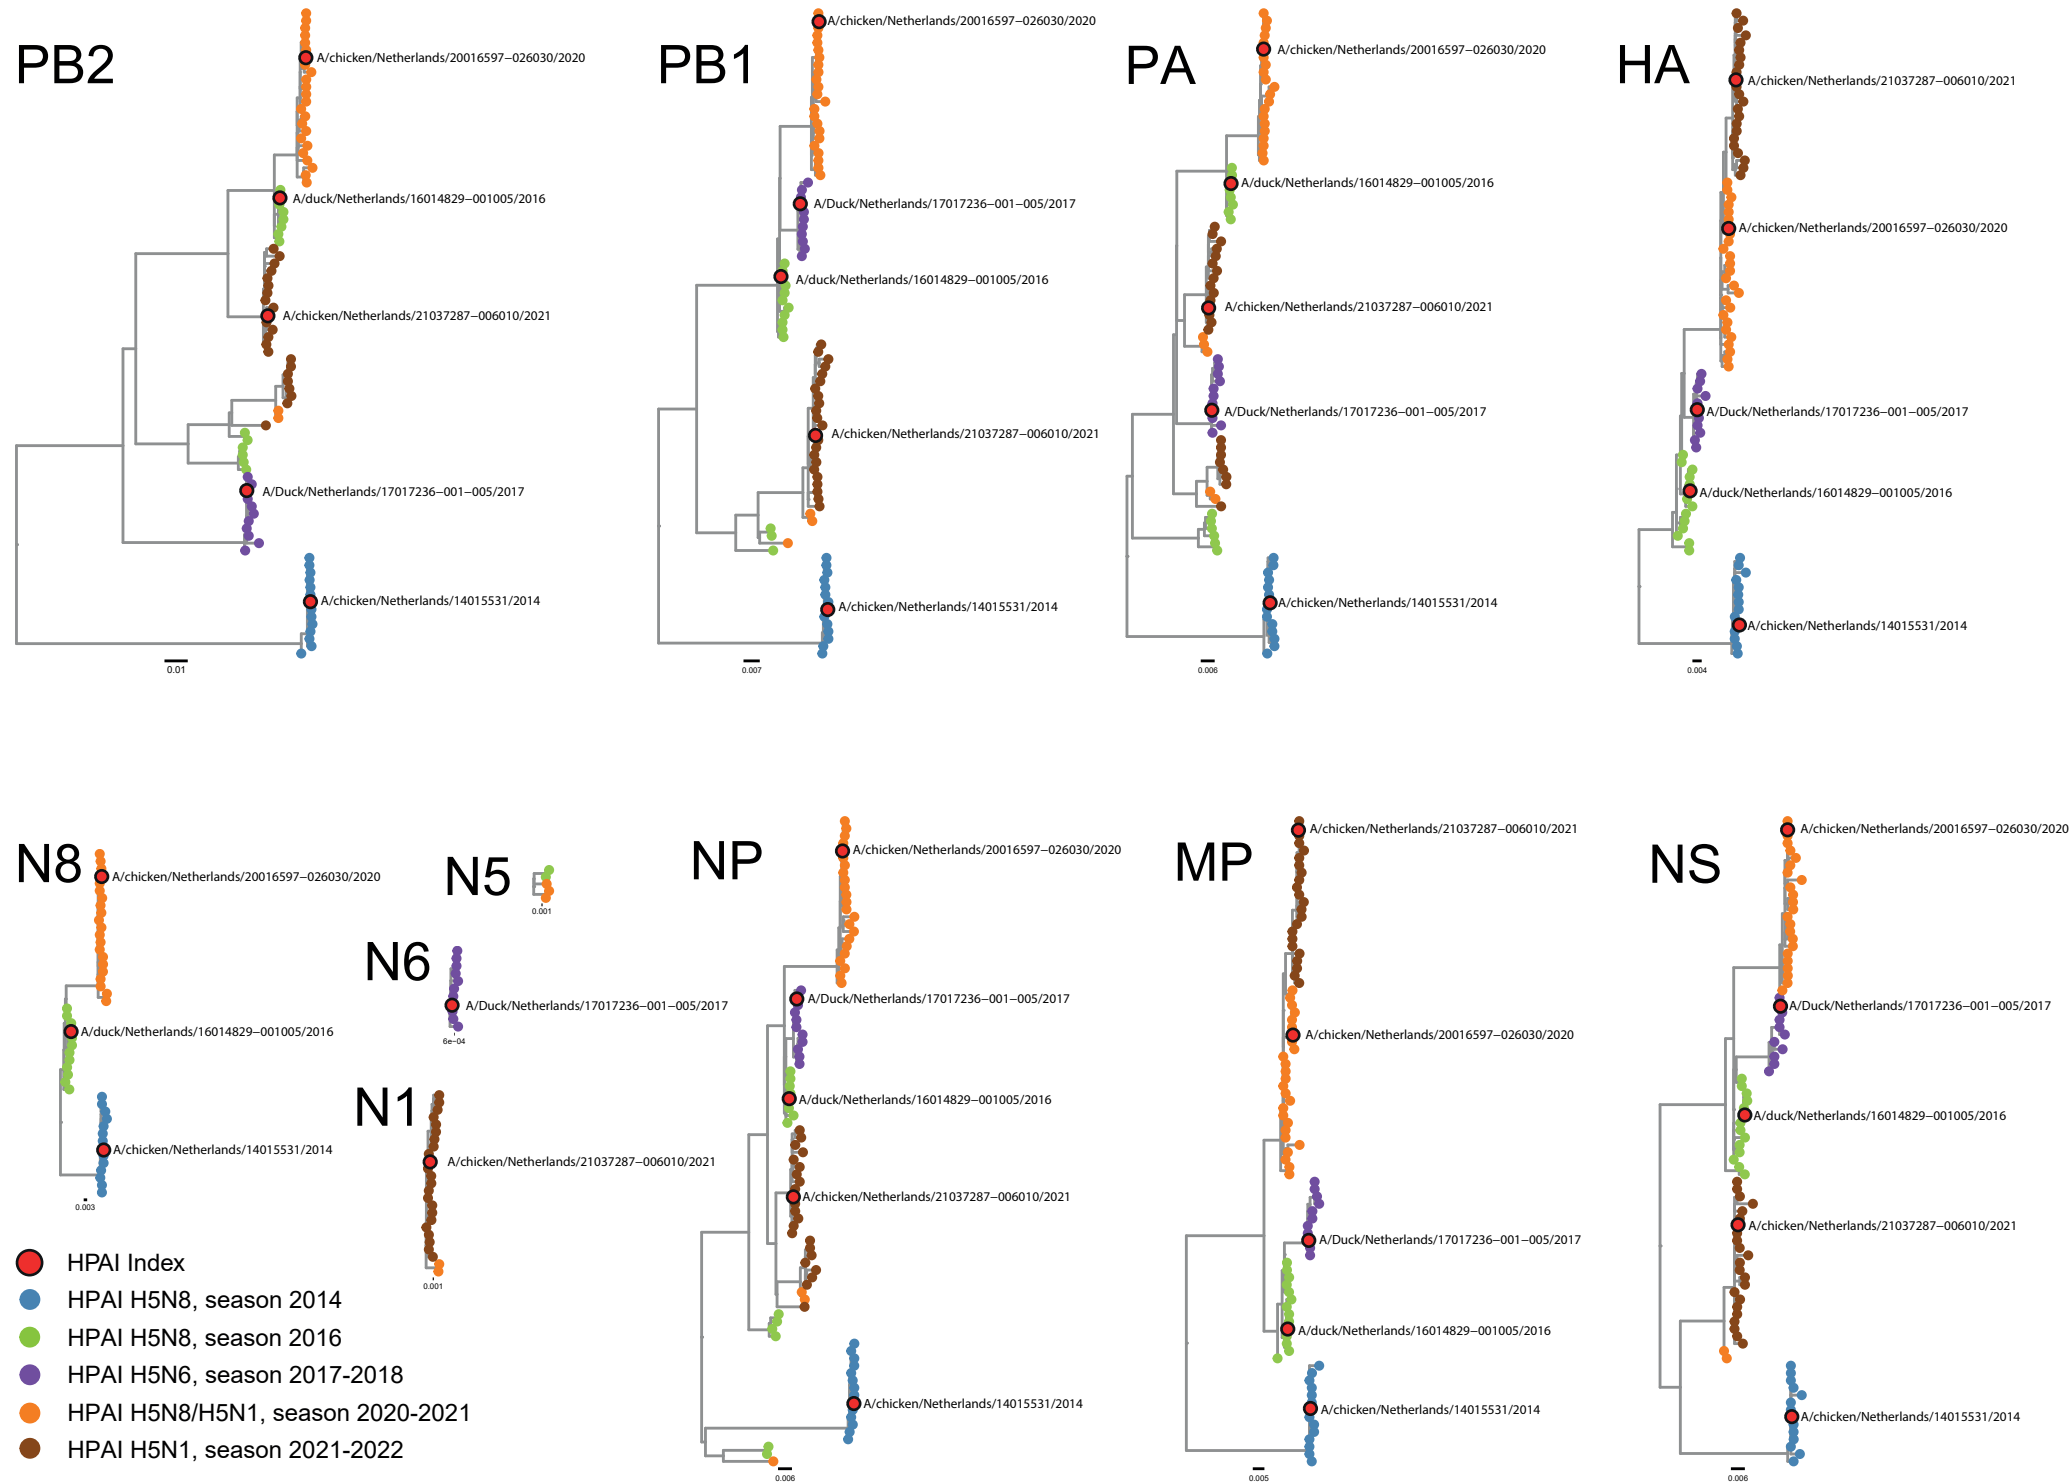 PB2
A/chicken/Netherlands/20016597−026030/2020
A/duck/Netherlands/16014829−001005/2016
A/chicken/Netherlands/21037287−006010/2021
A/Duck/Netherlands/17017236−001−005/2017
A/chicken/Netherlands/14015531/2014
0.01
PB1
A/chicken/Netherlands/20016597−026030/2020
A/Duck/Netherlands/17017236−001−005/2017
A/duck/Netherlands/16014829−001005/2016
A/chicken/Netherlands/21037287−006010/2021
A/chicken/Netherlands/14015531/2014
0.007
PA
A/chicken/Netherlands/20016597−026030/2020
A/duck/Netherlands/16014829−001005/2016
A/chicken/Netherlands/21037287−006010/2021
A/Duck/Netherlands/17017236−001−005/2017
A/chicken/Netherlands/14015531/2014
0.006
HA
A/chicken/Netherlands/21037287−006010/2021
A/chicken/Netherlands/20016597−026030/2020
A/Duck/Netherlands/17017236−001−005/2017
A/duck/Netherlands/16014829−001005/2016
A/chicken/Netherlands/14015531/2014
0.004
N8
A/chicken/Netherlands/20016597−026030/2020
A/duck/Netherlands/16014829−001005/2016
A/chicken/Netherlands/14015531/2014
0.003
N5
0.001
N6
A/Duck/Netherlands/17017236−001−005/2017
6e−04
N1
A/chicken/Netherlands/21037287−006010/2021
0.001
NP
A/chicken/Netherlands/20016597−026030/2020
A/Duck/Netherlands/17017236−001−005/2017
A/duck/Netherlands/16014829−001005/2016
A/chicken/Netherlands/21037287−006010/2021
A/chicken/Netherlands/14015531/2014
0.006
MP
A/chicken/Netherlands/21037287−006010/2021
A/chicken/Netherlands/20016597−026030/2020
A/Duck/Netherlands/17017236−001−005/2017
A/duck/Netherlands/16014829−001005/2016
A/chicken/Netherlands/14015531/2014
0.005
NS
A/chicken/Netherlands/20016597−026030/2020
A/Duck/Netherlands/17017236−001−005/2017
A/duck/Netherlands/16014829−001005/2016
A/chicken/Netherlands/21037287−006010/2021
A/chicken/Netherlands/14015531/2014
0.006
HPAI Index
HPAI H5N8, season 2014
HPAI H5N8, season 2016
HPAI H5N6, season 2017-2018
HPAI H5N8/H5N1, season 2020-2021
HPAI H5N1, season 2021-2022